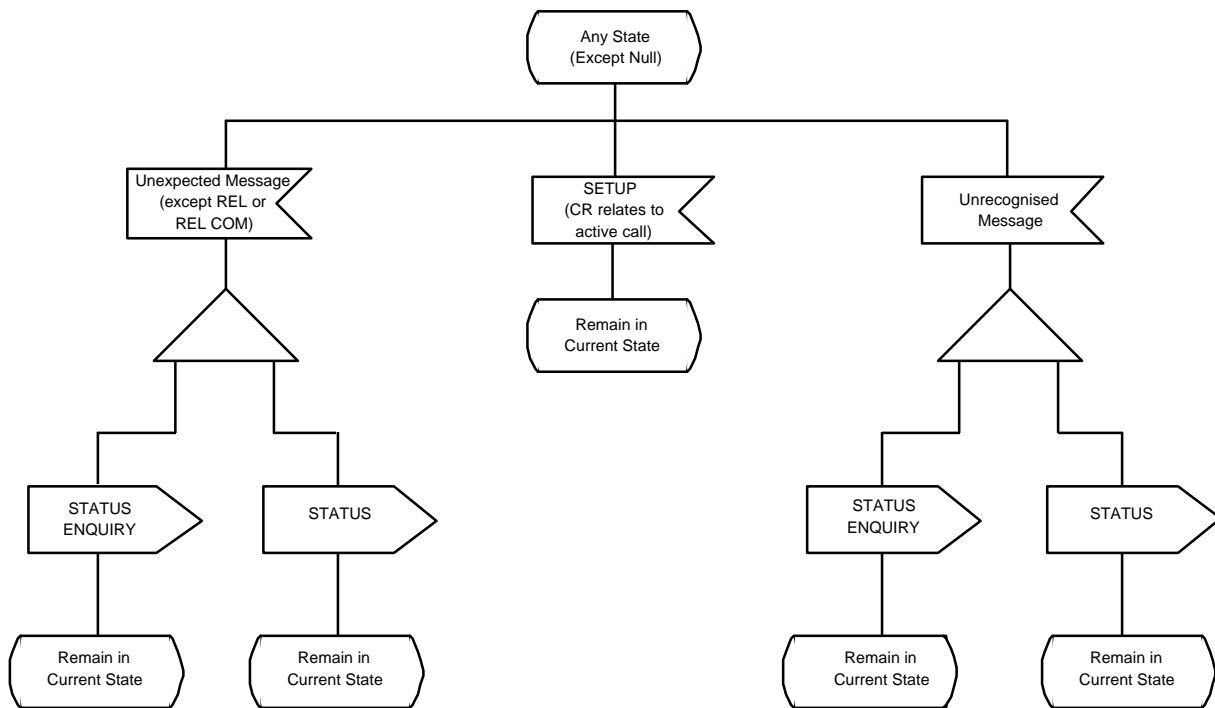 Any State
(Except Null)
Unexpected Message
(except REL or
REL COM)
SETUP
(CR relates to
active call)
Unrecognised
Message
Remain in
Current State
STATUS
ENQUIRY
STATUS
STATUS
ENQUIRY
STATUS
Remain in
Current State
Remain in
Current State
Remain in
Current State
Remain in
Current State